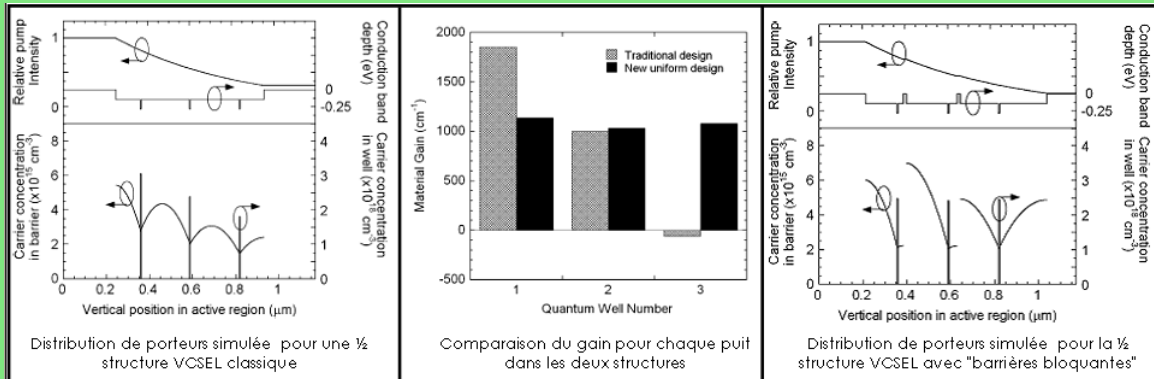 Relative pump
Intensity
1
0.5
0
Conduction band
depth (eV)
0
-0.25
Carrier concentration
in barrier (x10¹⁵ cm⁻³)
8
6
4
2
0
Carrier concentration
in well (x10¹⁸ cm⁻³)
4
3
2
1
0
0 0.2 0.4 0.6 0.8 1
Vertical position in active region (μm)
Distribution de porteurs simulée pour une ½
structure VCSEL classique
Material Gain (cm⁻¹)
2000
1500
1000
500
0
-500
Traditional design
New uniform design
1 2 3
Quantum Well Number
Comparaison du gain pour chaque puit
dans les deux structures
Relative pump
Intensity
1
0.5
0
Conduction band
depth (eV)
0
-0.25
Carrier concentration
in barrier (x10¹⁵ cm⁻³)
8
6
4
2
0
Carrier concentration
in well (x10¹⁸ cm⁻³)
4
3
2
1
0
0 0.2 0.4 0.6 0.8 1
Vertical position in active region (μm)
Distribution de porteurs simulée pour la ½
structure VCSEL avec "barrières bloquantes"